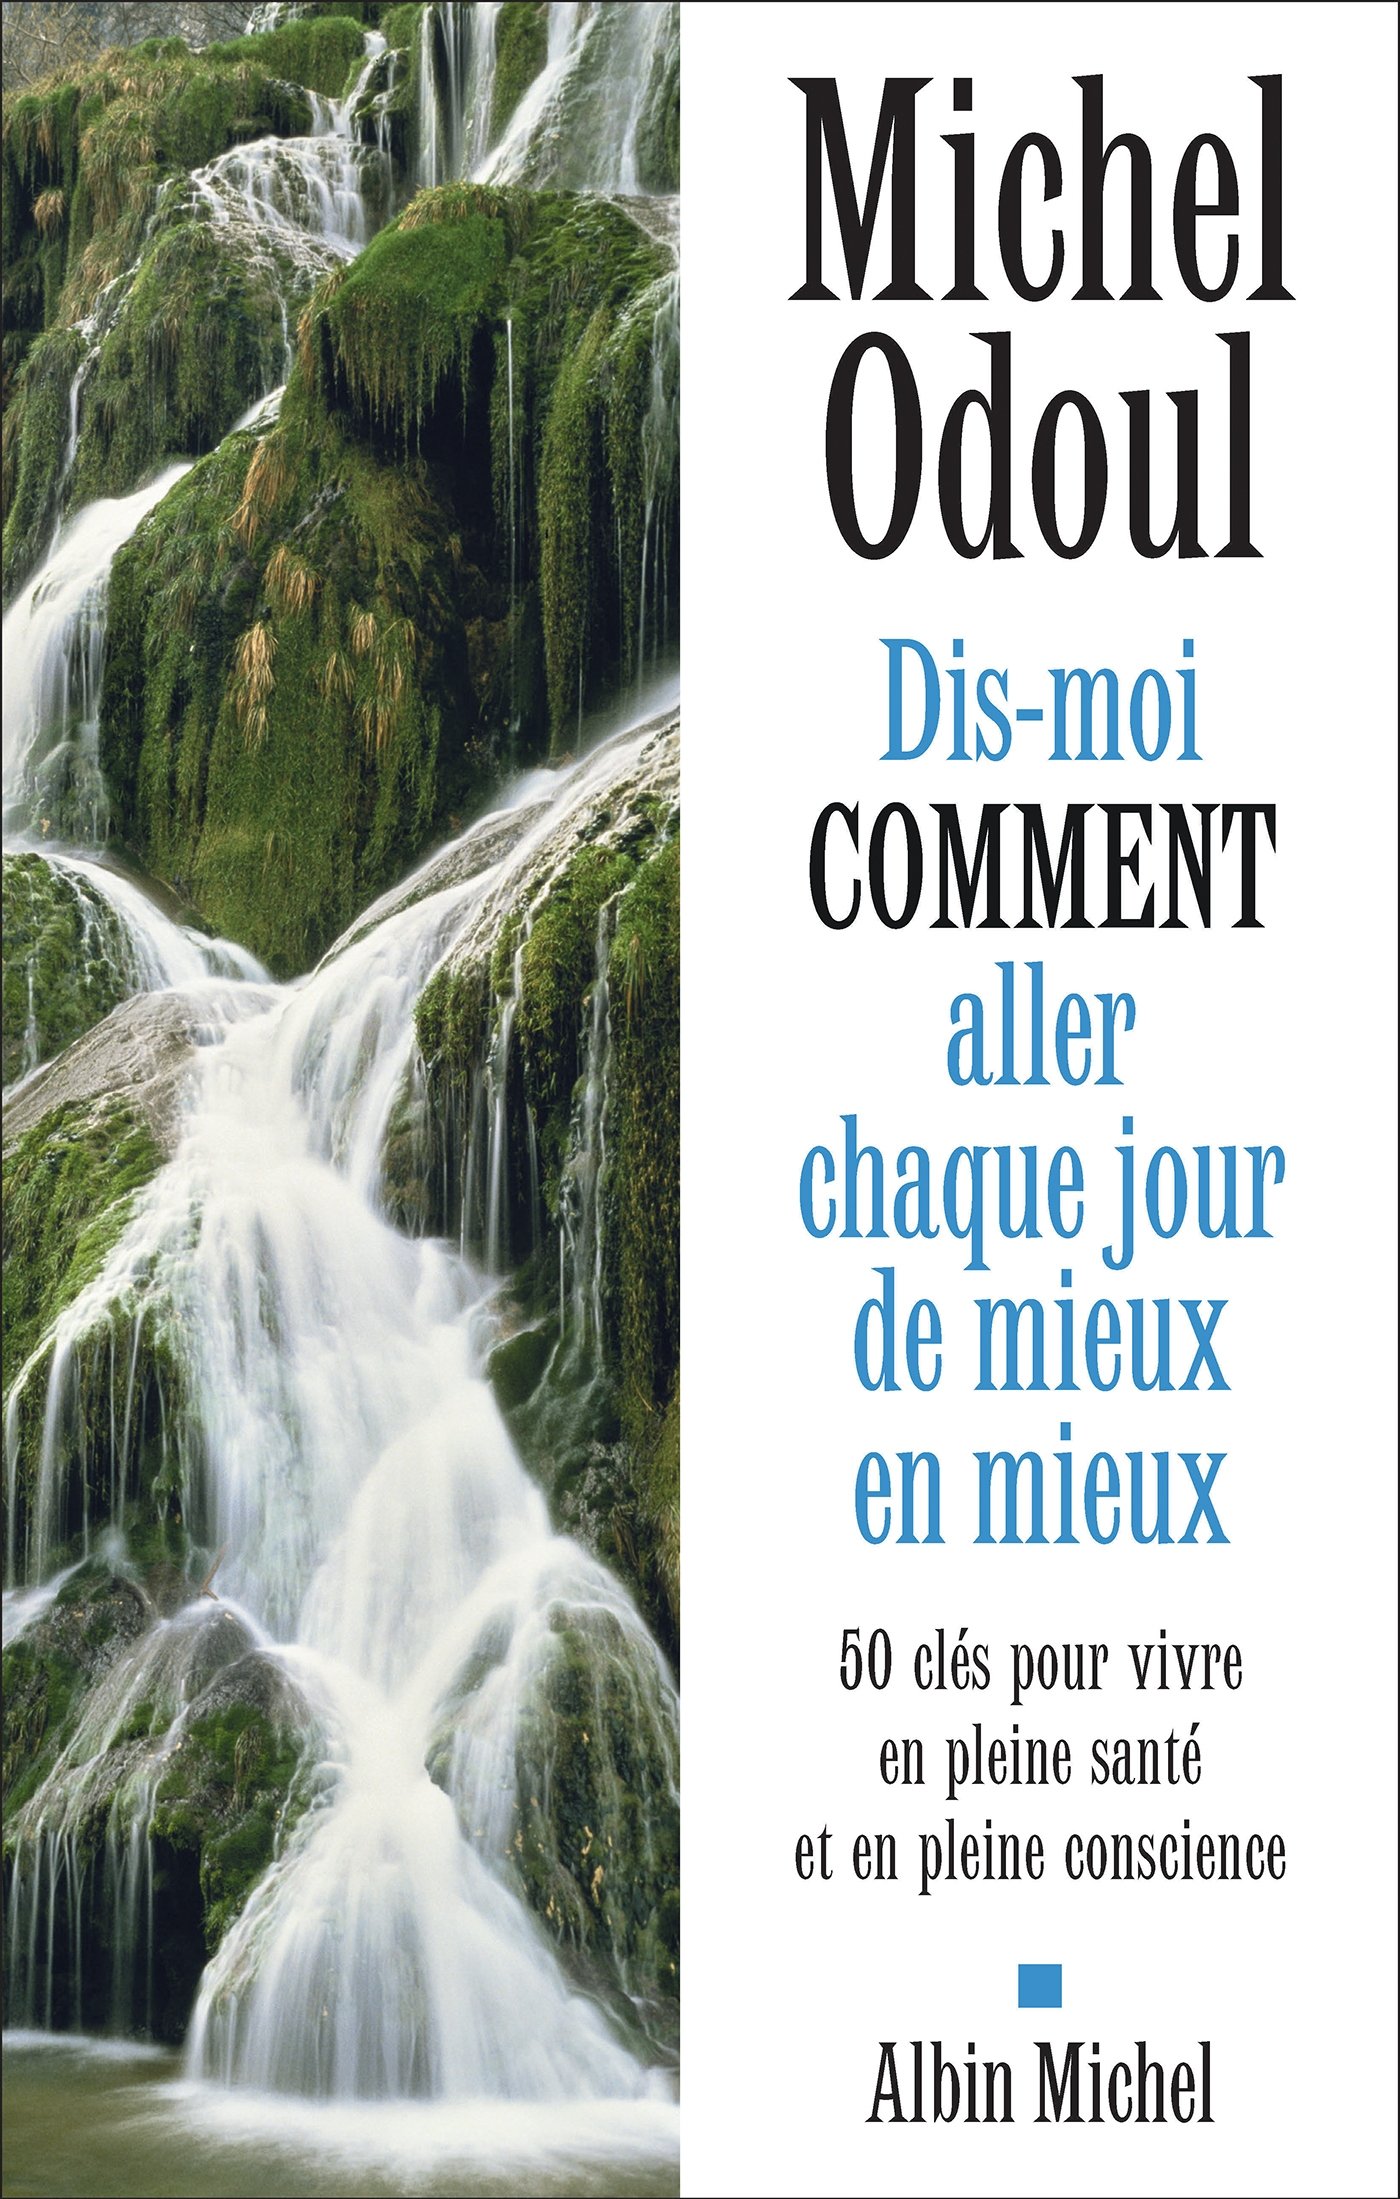 Michel
Odoul
Dis-moi
COMMENT
aller
chaque jour
de mieux
en mieux
50 clés pour vivre
en pleine santé
et en pleine conscience
Albin Michel